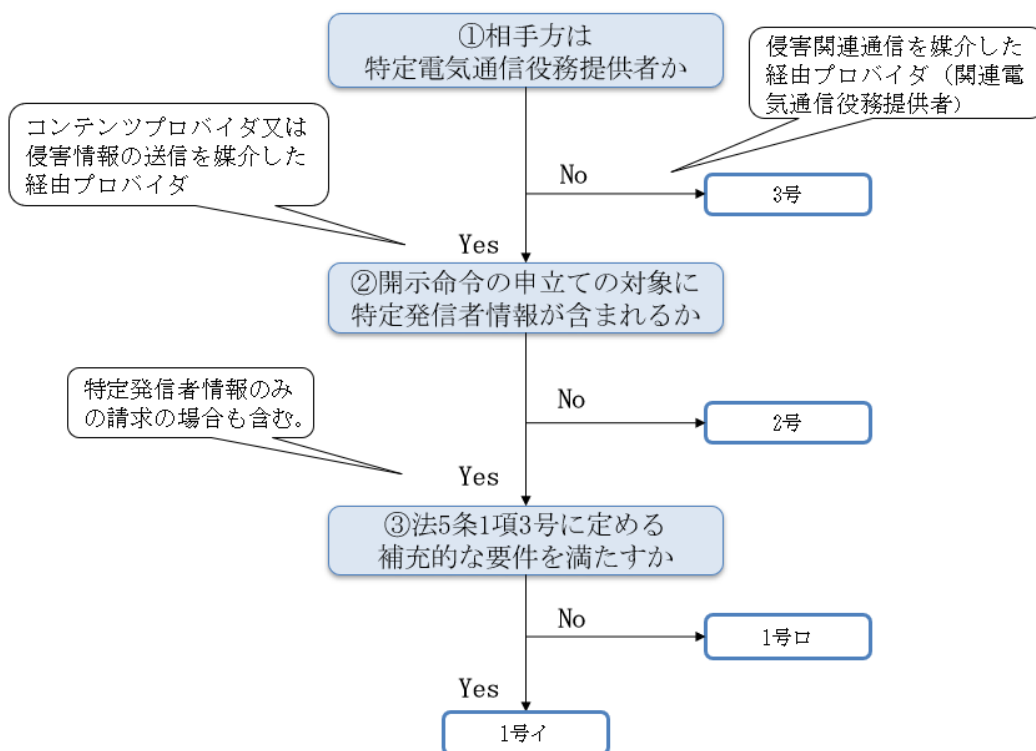 ①相手方は
特定電気通信役務提供者か
侵害関連通信を媒介した
経由プロバイダ（関連電
気通信役務提供者）
コンテンツプロバイダ又は
侵害情報の送信を媒介した
経由プロバイダ
No
3号
Yes
②開示命令の申立ての対象に
特定発信者情報が含まれるか
特定発信者情報のみ
の請求の場合も含む。
No
2号
Yes
③法5条1項3号に定める
補充的な要件を満たすか
No
1号ロ
Yes
1号イ